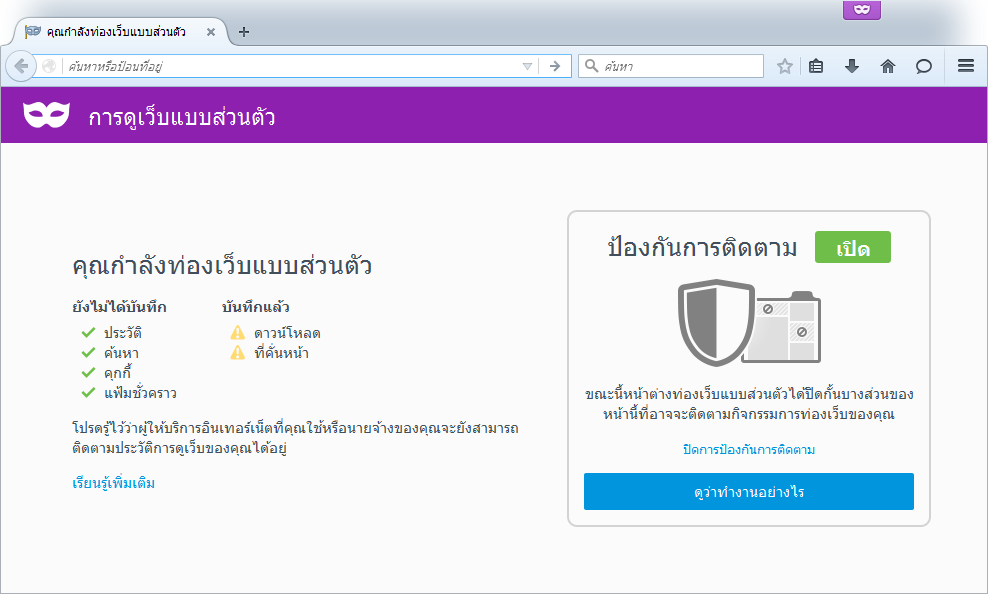 คุณกำลังท่องเว็บแบบส่วนตัว
ค้นหาหรือป้อนที่อยู่
ค้นหา
การดูเว็บแบบส่วนตัว
คุณกำลังท่องเว็บแบบส่วนตัว
ยังไม่ได้บันทึก
บันทึกแล้ว
ประวัติ
ดาวน์โหลด
ค้นหา
ที่คั่นหน้า
คุกกี้
แฟ้มชั่วคราว
โปรดรู้ไว้ว่าผู้ให้บริการอินเทอร์เน็ตที่คุณใช้หรือนายจ้างของคุณจะยังสามารถ
ติดตามประวัติการดูเว็บของคุณได้อยู่
เรียนรู้เพิ่มเติม
ป้องกันการติดตาม
เปิด
ขณะนี้หน้าต่างท่องเว็บแบบส่วนตัวได้ปิดกั้นบางส่วนของ
หน้านี้ที่อาจจะติดตามกิจกรรมการท่องเว็บของคุณ
ปิดการป้องกันการติดตาม
ดูว่าทำงานอย่างไร